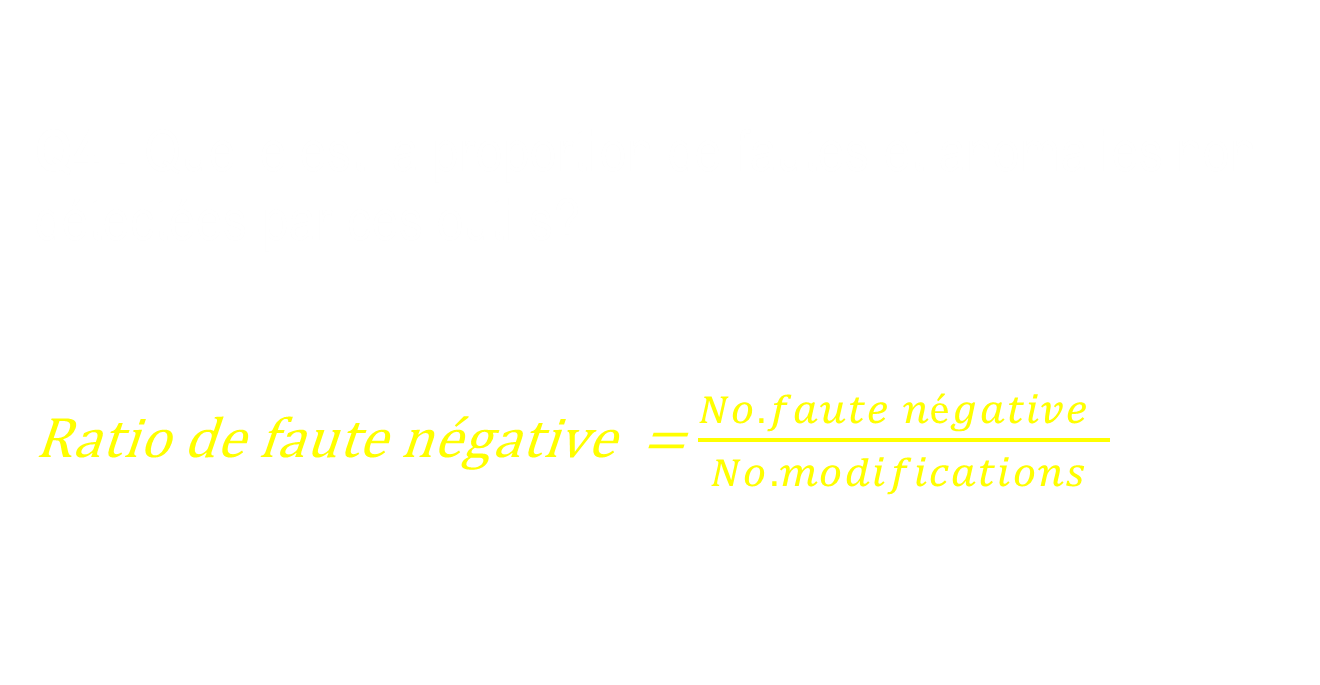 Ratio de faute négative = No.faute négative
No.modifications